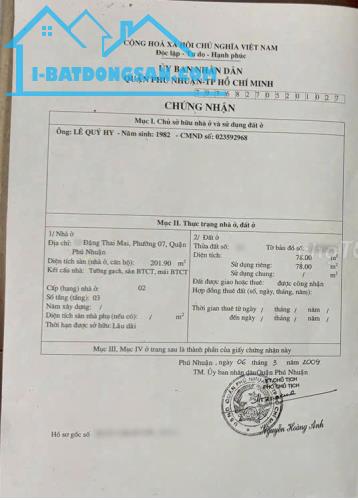 I-BATDONGSAN.COM
CỘNG HOÀ XÃ HỘI CHỦ NGHĨA VIỆT NAM
Độc lập - Tự do - Hạnh phúc
ỦY BAN NHÂN DÂN
QUẬN PHÚ NHUẬN-TP HỒ CHÍ MINH
CHỨNG NHẬN
Mục I. Chủ sở hữu nhà ở và sử dụng đất ở
Ông: LÊ QUÝ HY - Năm sinh: 1982 - CMND số: 023592968
Mục II. Thực trạng nhà ở, đất ở
1/ Nhà ở
Địa chỉ: Đặng Thai Mai, Phường 07, Quận
Phú Nhuận
Diện tích sàn (nhà ở, căn hộ): 201.90 m²
Kết cấu nhà: Tường gạch, sàn BTCT, mái BTCT
Cấp (hạng) nhà ở: 02
Số tầng (tầng): 03
Năm xây dựng: /
Diện tích sàn nhà phụ (nếu có): / m²
Thời hạn được sở hữu: Lâu dài
2/ Đất ở
Thửa đất số: Tờ bản đồ số:
Diện tích: 78.00 m²
Sử dụng riêng: 78.00 m²
Sử dụng chung: / m²
Đất được giao hoặc thuê: được công nhận
Hợp đồng thuê đất (số, ngày, tháng, năm):
Thời gian thuê từ ngày / tháng / năm /
đến ngày / tháng / năm /
Mục III, Mục IV ở trang sau là thành phần của giấy chứng nhận này
Phú Nhuận, ngày 06 tháng 3 năm 2009
TM. Ủy ban nhân dân Quận Phú Nhuận
KT.CHỦ TỊCH
PHÓ CHỦ TỊCH
Nguyễn Hoàng Anh
Hồ sơ gốc số